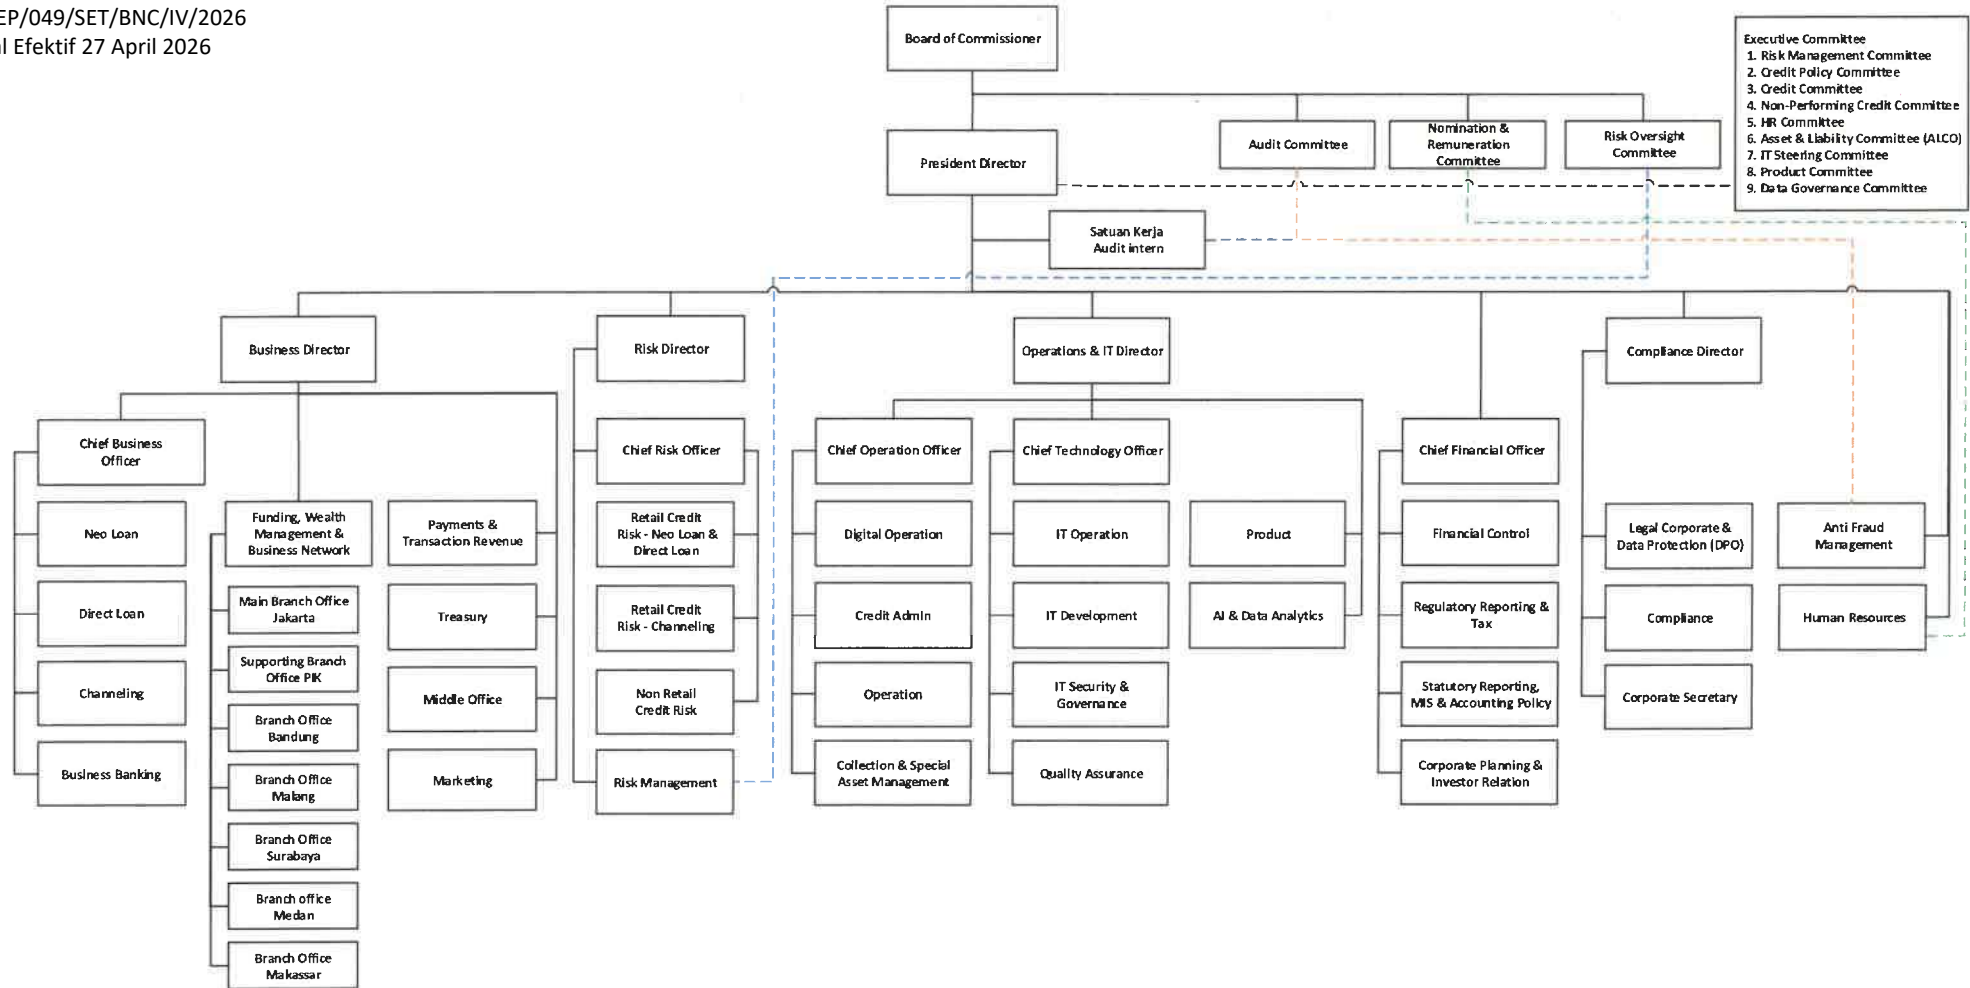 EP/049/SET/BNC/IV/2026
al Efektif 27 April 2026
Board of Commissioner
Executive Committee
1. Risk Management Committee
2. Credit Policy Committee
3. Credit Committee
4. Non-Performing Credit Committee
5. HR Committee
6. Asset & Liability Committee (ALCO)
7. IT Steering Committee
8. Product Committee
9. Data Governance Committee
President Director
Audit Committee
Nomination &
Remuneration
Committee
Risk Oversight
Committee
Satuan Kerja
Audit intern
Business Director
Risk Director
Operations & IT Director
Compliance Director
Chief Business
Officer
Neo Loan
Direct Loan
Channeling
Business Banking
Funding, Wealth
Management &
Business Network
Main Branch Office
Jakarta
Supporting Branch
Office PIK
Branch Office
Bandung
Branch Office
Malang
Branch Office
Surabaya
Branch office
Medan
Branch Office
Makassar
Payments &
Transaction Revenue
Treasury
Middle Office
Marketing
Chief Risk Officer
Retail Credit
Risk - Neo Loan &
Direct Loan
Retail Credit
Risk - Channeling
Non Retail
Credit Risk
Risk Management
Chief Operation Officer
Digital Operation
Credit Admin
Operation
Collection & Special
Asset Management
Chief Technology Officer
IT Operation
IT Development
IT Security &
Governance
Quality Assurance
Product
AI & Data Analytics
Chief Financial Officer
Financial Control
Regulatory Reporting &
Tax
Statutory Reporting,
MIS & Accounting Policy
Corporate Planning &
Investor Relation
Legal Corporate &
Data Protection (DPO)
Compliance
Corporate Secretary
Anti Fraud
Management
Human Resources